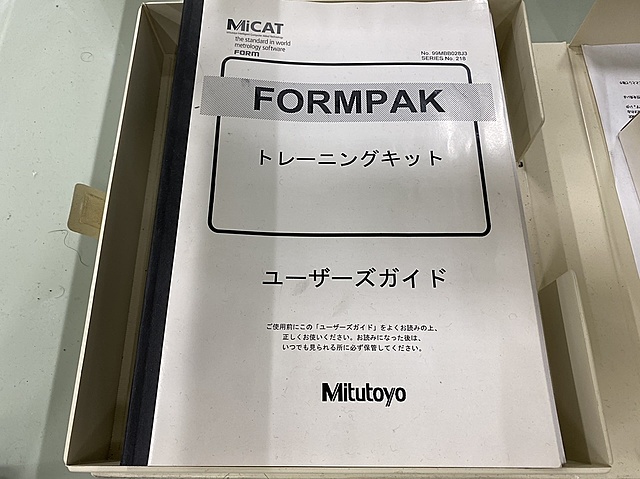 MiCAT
the standard in world
metrology software
FORM
No. 99MBB028J3
SERIES No. 218
FORMPAK
トレーニングキット
ユーザーズガイド
ご使用前にこの「ユーザーズガイド」をよくお読みの上、
正しくお使いください。お読みになった後は、
いつでも見られる所に必ず保管してください。
Mitutoyo